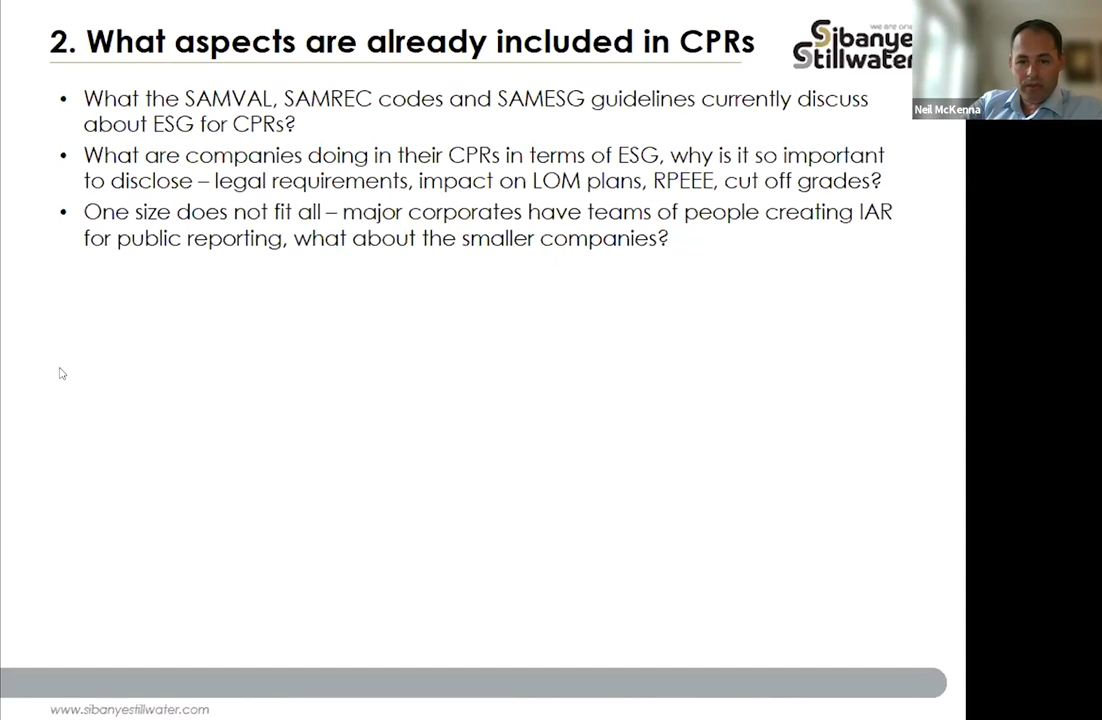 2. What aspects are already included in CPRs
we are one
Sibanye
Stillwater
Neil McKenna
• What the SAMVAL, SAMREC codes and SAMESG guidelines currently discuss
about ESG for CPRs?
• What are companies doing in their CPRs in terms of ESG, why is it so important
to disclose – legal requirements, impact on LOM plans, RPEEE, cut off grades?
• One size does not fit all – major corporates have teams of people creating IAR
for public reporting, what about the smaller companies?
www.sibanyestillwater.com